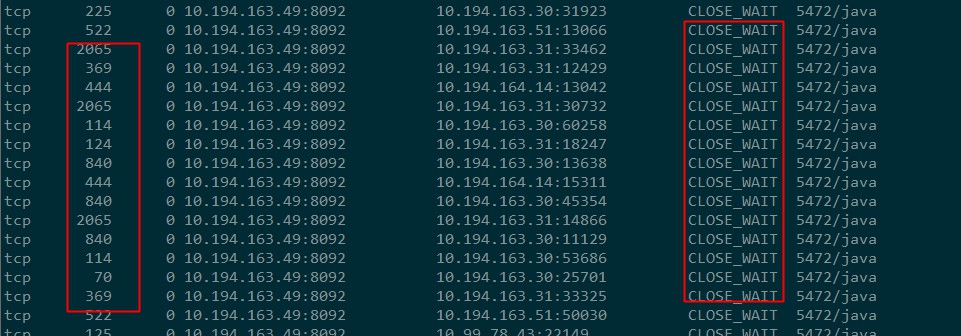 tcp 225 0 10.194.163.49:8092 10.194.163.30:31923 CLOSE_WAIT 5472/java
tcp 522 0 10.194.163.49:8092 10.194.163.51:13066 CLOSE_WAIT 5472/java
tcp 2065 0 10.194.163.49:8092 10.194.163.31:33462 CLOSE_WAIT 5472/java
tcp 369 0 10.194.163.49:8092 10.194.163.31:12429 CLOSE_WAIT 5472/java
tcp 444 0 10.194.163.49:8092 10.194.164.14:13042 CLOSE_WAIT 5472/java
tcp 2065 0 10.194.163.49:8092 10.194.163.31:30732 CLOSE_WAIT 5472/java
tcp 114 0 10.194.163.49:8092 10.194.163.30:60258 CLOSE_WAIT 5472/java
tcp 124 0 10.194.163.49:8092 10.194.163.31:18247 CLOSE_WAIT 5472/java
tcp 840 0 10.194.163.49:8092 10.194.163.30:13638 CLOSE_WAIT 5472/java
tcp 444 0 10.194.163.49:8092 10.194.164.14:15311 CLOSE_WAIT 5472/java
tcp 840 0 10.194.163.49:8092 10.194.163.30:45354 CLOSE_WAIT 5472/java
tcp 2065 0 10.194.163.49:8092 10.194.163.31:14866 CLOSE_WAIT 5472/java
tcp 840 0 10.194.163.49:8092 10.194.163.30:11129 CLOSE_WAIT 5472/java
tcp 114 0 10.194.163.49:8092 10.194.163.30:53686 CLOSE_WAIT 5472/java
tcp 70 0 10.194.163.49:8092 10.194.163.30:25701 CLOSE_WAIT 5472/java
tcp 369 0 10.194.163.49:8092 10.194.163.31:33325 CLOSE_WAIT 5472/java
tcp 522 0 10.194.163.49:8092 10.194.163.51:50030 CLOSE_WAIT 5472/java
tcp 125 0 10.194.163.49:8092 10.99.78.43:22149 CLOSE_WAIT 5472/java